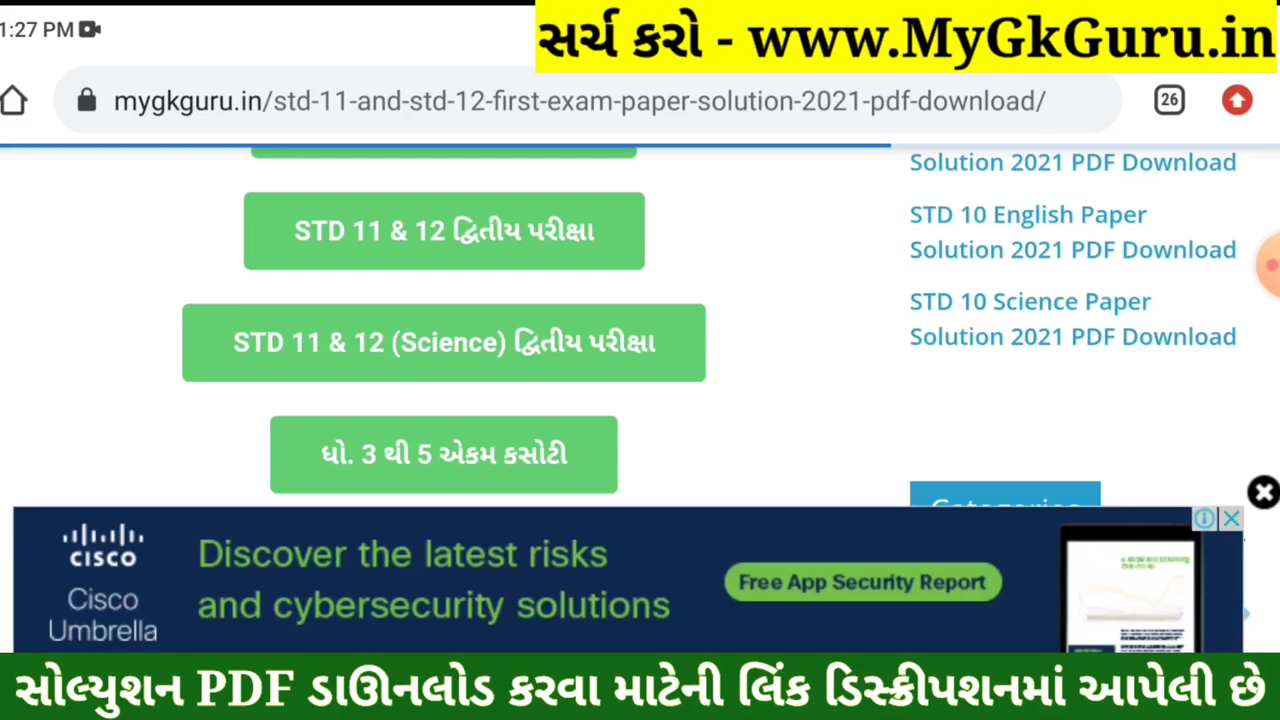 સર્ચ કરો - www.MyGkGuru.in
1:27 PM
mygkguru.in/std-11-and-std-12-first-exam-paper-solution-2021-pdf-download/
26
STD 11 & 12 દ્વિતીય પરીક્ષા
STD 11 & 12 (Science) દ્વિતીય પરીક્ષા
ધો. 3 થી 5 એકમ કસોટી
Solution 2021 PDF Download
STD 10 English Paper
Solution 2021 PDF Download
STD 10 Science Paper
Solution 2021 PDF Download
Categories
CISCO
Cisco
Umbrella
Discover the latest risks
and cybersecurity solutions
Free App Security Report
સોલ્યુશન PDF ડાઊનલોડ કરવા માટેની લિંક ડિસ્ક્રીપશનમાં આપેલી છે